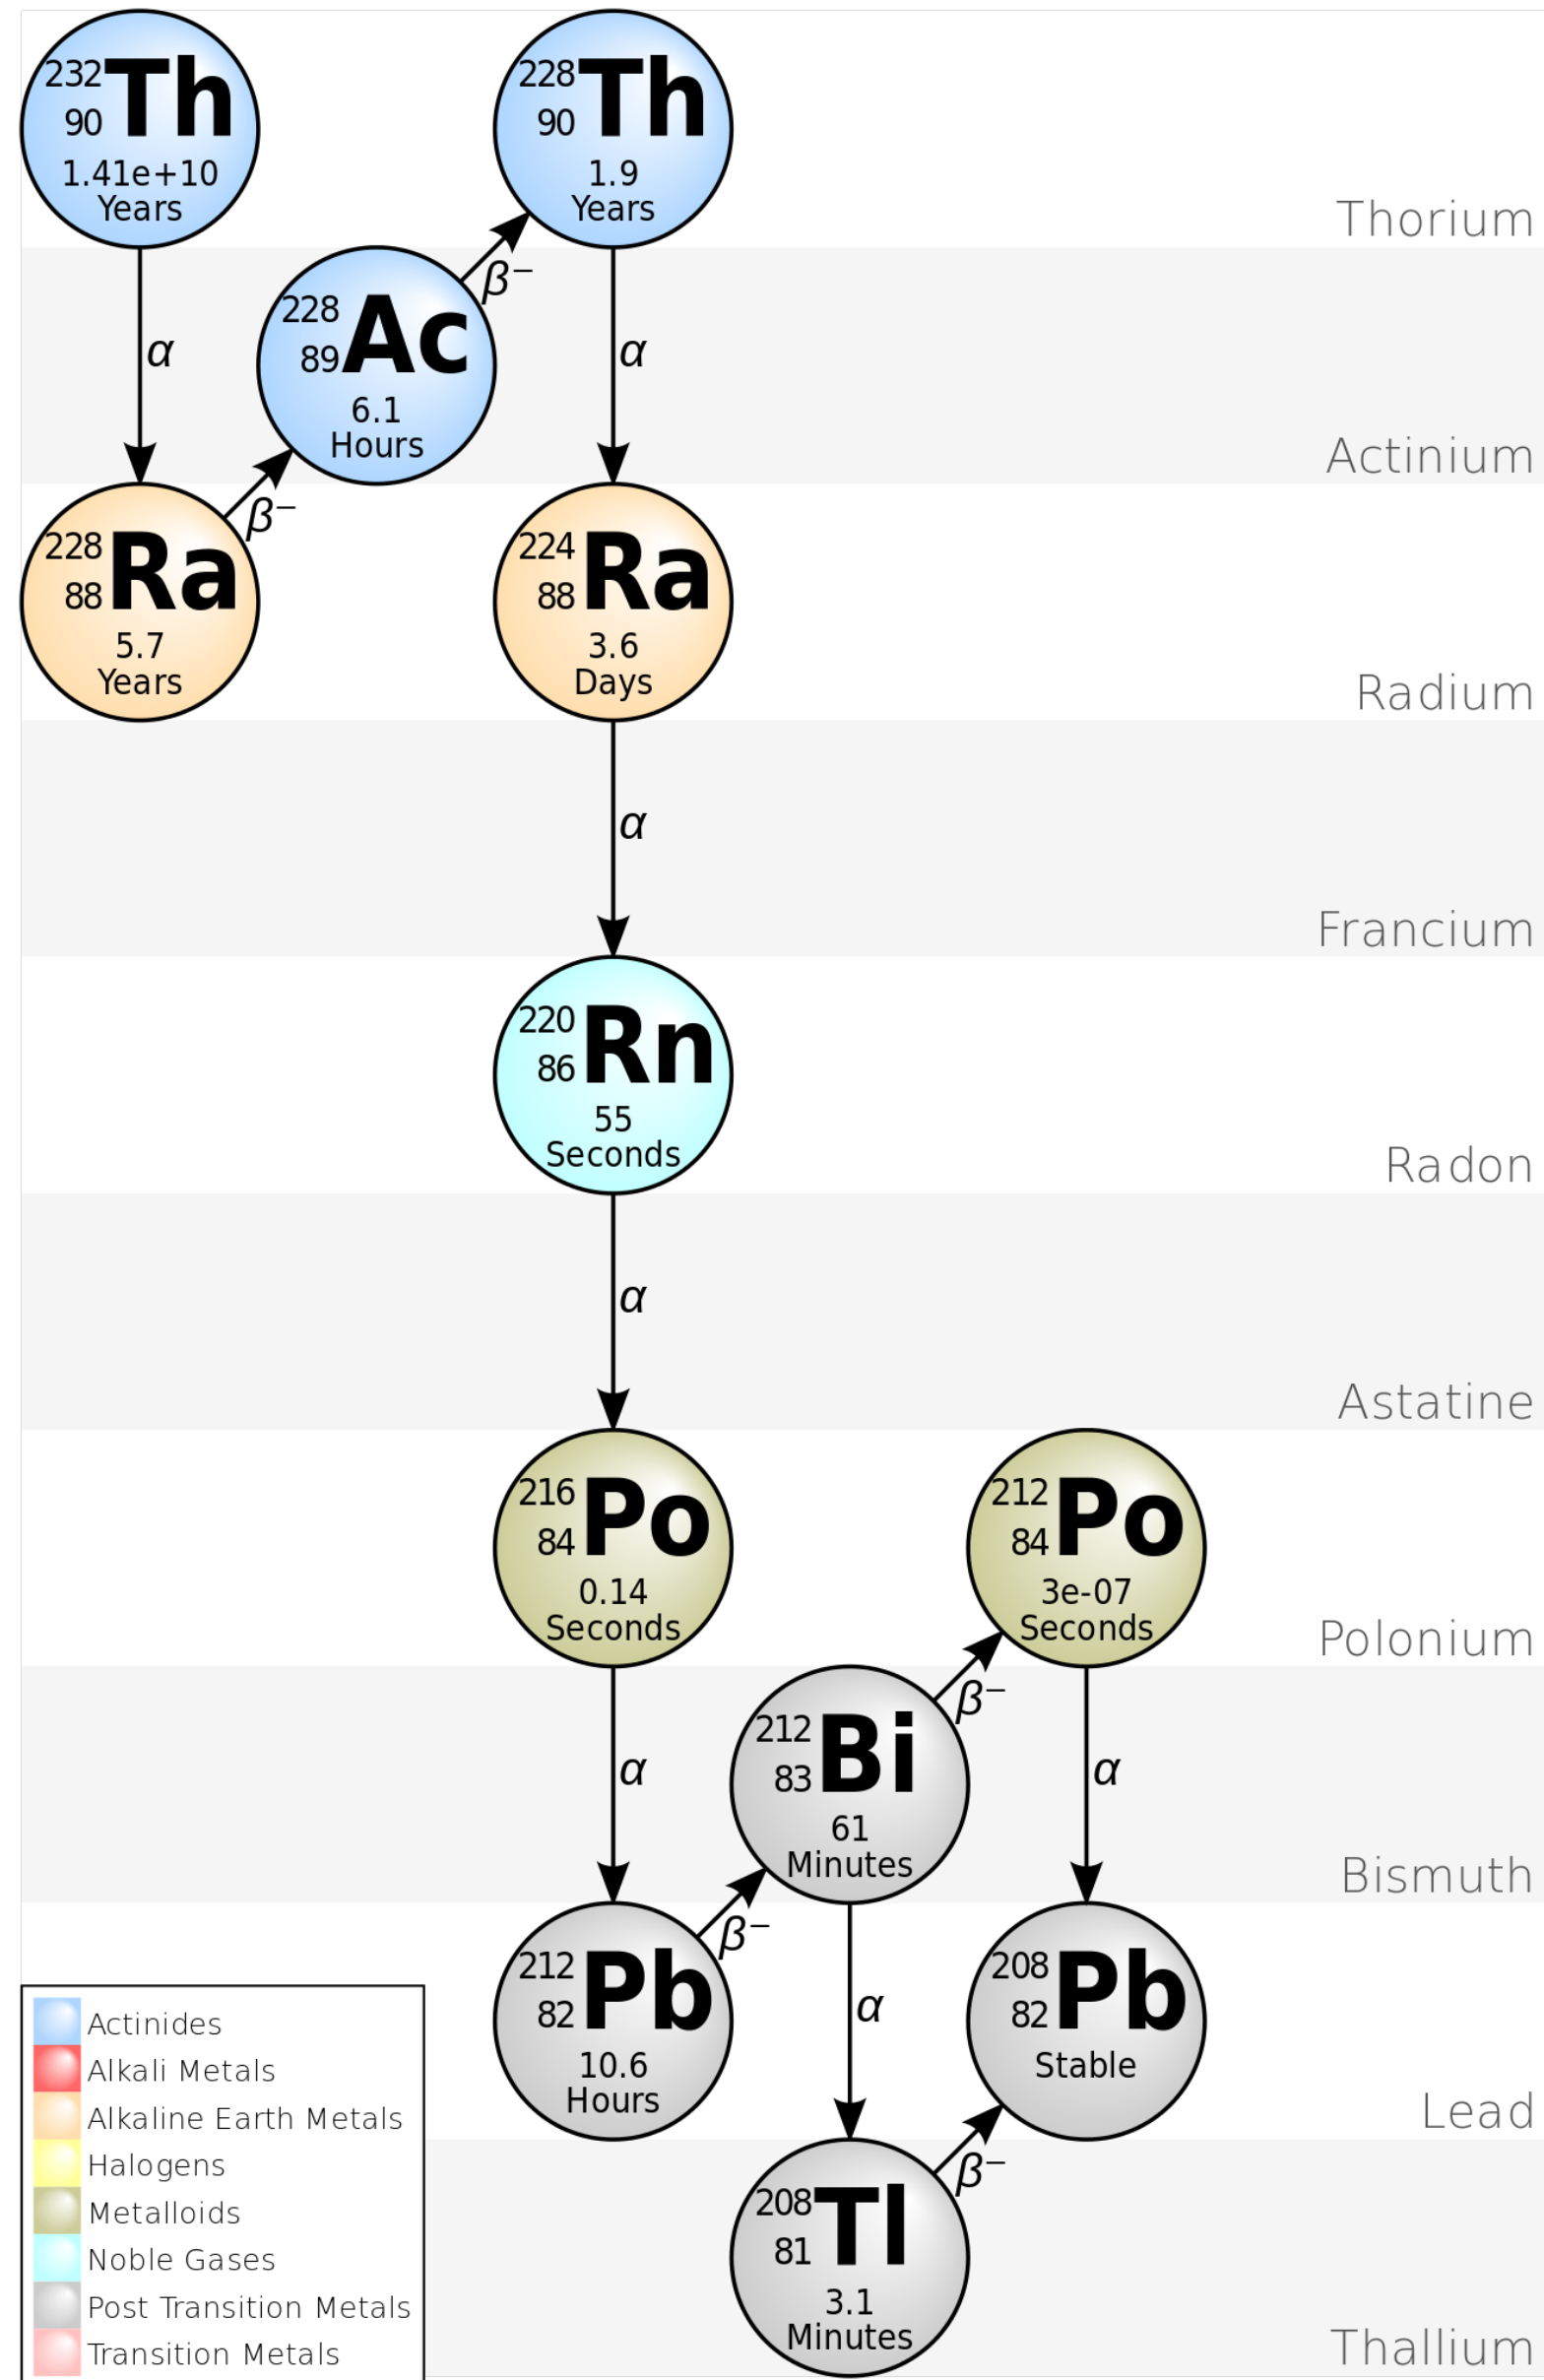 232
90
Th
1.41e+10
Years
228
90
Th
1.9
Years
Thorium
β−
228
89
Ac
6.1
Hours
α
α
Actinium
β−
228
88
Ra
5.7
Years
224
88
Ra
3.6
Days
Radium
α
Francium
220
86
Rn
55
Seconds
Radon
α
Astatine
216
84
Po
0.14
Seconds
212
84
Po
3e-07
Seconds
Polonium
β−
α
212
83
Bi
61
Minutes
α
Bismuth
β−
212
82
Pb
10.6
Hours
α
208
82
Pb
Stable
Lead
β−
208
81
Tl
3.1
Minutes
Thallium
Actinides
Alkali Metals
Alkaline Earth Metals
Halogens
Metalloids
Noble Gases
Post Transition Metals
Transition Metals